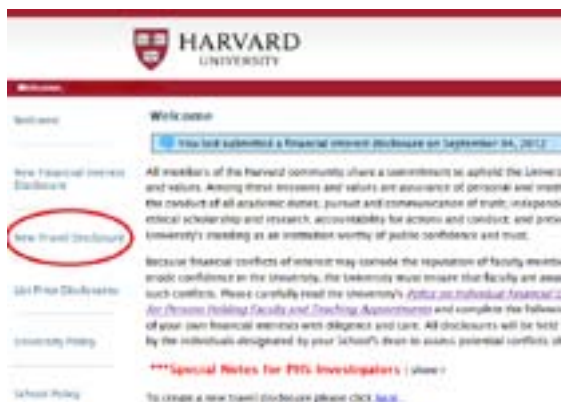 HARVARD
UNIVERSITY
Welcome
Welcome
Welcome
You last submitted a financial interest disclosure on September 04, 2012
New Financial Interest
Disclosure
All members of the Harvard community share a commitment to uphold the
and values. Among these missions and values are assurance of personal and
the conduct of all academic duties; pursuit and communication of truth;
ethical scholarship and research; accountability for actions and conduct; and
University's standing as an institution worthy of public confidence and trust.
New Travel Disclosure
Because financial conflicts of interest may corrode the reputation of faculty
erode confidence in the University, the University must ensure that faculty are
List Prior Disclosures
such conflicts. Please carefully read the University's Policy on Individual Financial
for Persons Holding Faculty and Teaching Appointments and complete the
of your own financial interests with diligence and care. All disclosures will be held
University Policy
by the individuals designated by your School's dean to assess potential conflicts
***Special Notes for PHS Investigators (show)
School Policy
To create a new travel disclosure please click here.